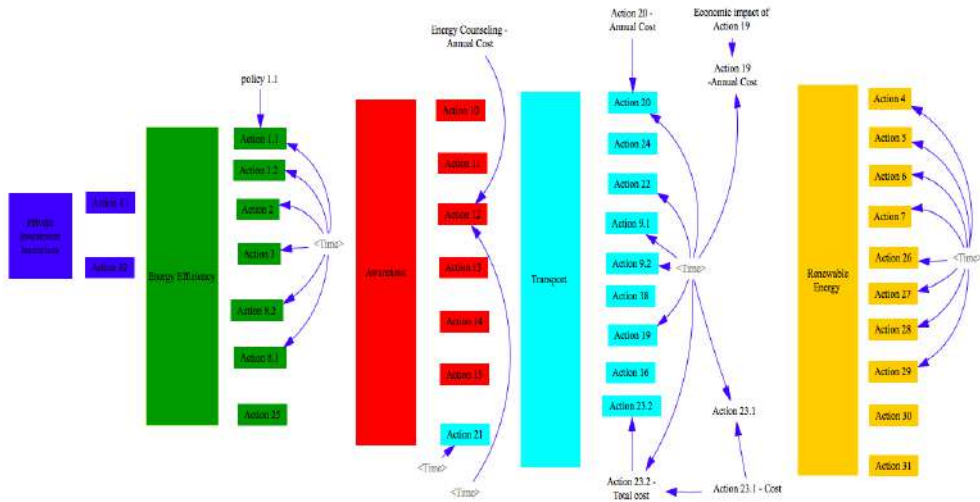 policy 1.1
Energy Efficiency
Action 1.1
Action 1.2
Action 2
Action 3
Action 8.2
Action 8.1
Action 25
<Time>
Energy Counseling -
Annual Cost
Awareness
Action 10
Action 11
Action 12
Action 13
Action 14
Action 15
Action 21
<Time>
<Time>
Action 20 -
Annual Cost
Transport
Action 20
Action 24
Action 22
Action 9.1
Action 9.2
Action 18
Action 19
Action 16
Action 23.2
Action 23.2 -
Total cost
<Time>
Economic impact of
Action 19
Action 19
-Annual Cost
Action 23.1
Action 23.1 - Cost
Renewable
Energy
Action 4
Action 5
Action 6
Action 7
Action 26
Action 27
Action 28
Action 29
Action 30
Action 31
<Time>